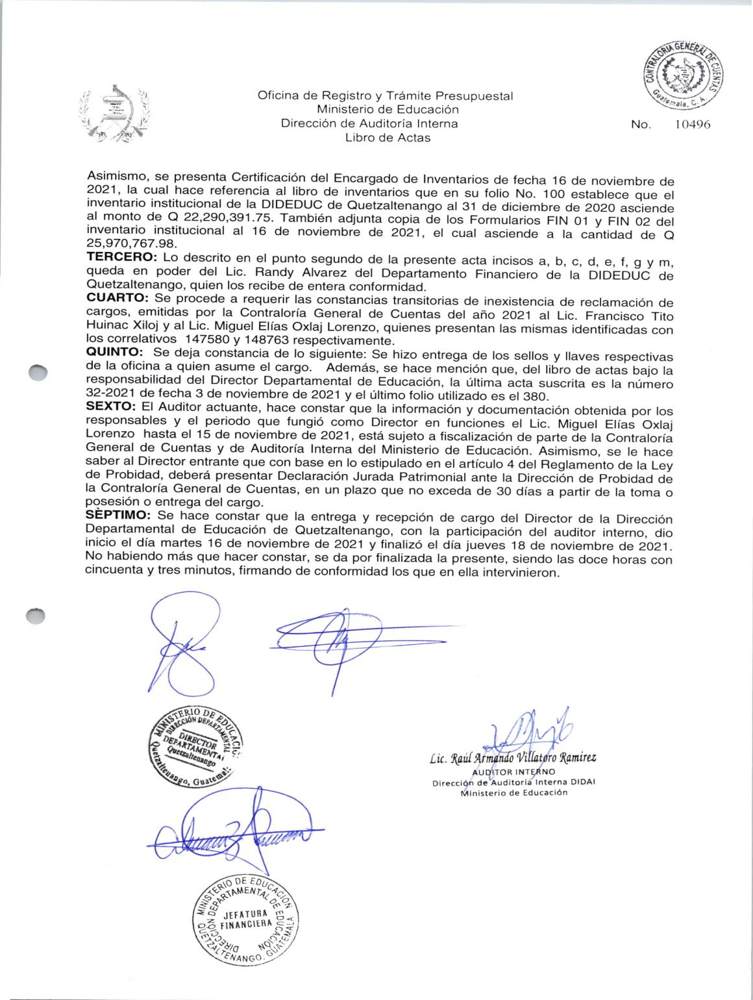 CONTRALORÍA GENERAL DE CUENTAS
Guatemala, C. A.
Oficina de Registro y Trámite Presupuestal
Ministerio de Educación
Dirección de Auditoría Interna
Libro de Actas
No. 10496
Asimismo, se presenta Certificación del Encargado de Inventarios de fecha 16 de noviembre de
2021, la cual hace referencia al libro de inventarios que en su folio No. 100 establece que el
inventario institucional de la DIDEDUC de Quetzaltenango al 31 de diciembre de 2020 asciende
al monto de Q 22,290,391.75. También adjunta copia de los Formularios FIN 01 y FIN 02 del
inventario institucional al 16 de noviembre de 2021, el cual asciende a la cantidad de Q
25,970,767.98.
TERCERO: Lo descrito en el punto segundo de la presente acta incisos a, b, c, d, e, f, g y m,
queda en poder del Lic. Randy Alvarez del Departamento Financiero de la DIDEDUC de
Quetzaltenango, quien los recibe de entera conformidad.
CUARTO: Se procede a requerir las constancias transitorias de inexistencia de reclamación de
cargos, emitidas por la Contraloría General de Cuentas del año 2021 al Lic. Francisco Tito
Huinac Xiloj y al Lic. Miguel Elías Oxlaj Lorenzo, quienes presentan las mismas identificadas con
los correlativos 147580 y 148763 respectivamente.
QUINTO: Se deja constancia de lo siguiente: Se hizo entrega de los sellos y llaves respectivas
de la oficina a quien asume el cargo. Además, se hace mención que, del libro de actas bajo la
responsabilidad del Director Departamental de Educación, la última acta suscrita es la número
32-2021 de fecha 3 de noviembre de 2021 y el último folio utilizado es el 380.
SEXTO: El Auditor actuante, hace constar que la información y documentación obtenida por los
responsables y el periodo que fungió como Director en funciones el Lic. Miguel Elías Oxlaj
Lorenzo hasta el 15 de noviembre de 2021, está sujeto a fiscalización de parte de la Contraloría
General de Cuentas y de Auditoría Interna del Ministerio de Educación. Asimismo, se le hace
saber al Director entrante que con base en lo estipulado en el artículo 4 del Reglamento de la Ley
de Probidad, deberá presentar Declaración Jurada Patrimonial ante la Dirección de Probidad de
la Contraloría General de Cuentas, en un plazo que no exceda de 30 días a partir de la toma o
posesión o entrega del cargo.
SÈPTIMO: Se hace constar que la entrega y recepción de cargo del Director de la Dirección
Departamental de Educación de Quetzaltenango, con la participación del auditor interno, dio
inicio el día martes 16 de noviembre de 2021 y finalizó el día jueves 18 de noviembre de 2021.
No habiendo más que hacer constar, se da por finalizada la presente, siendo las doce horas con
cincuenta y tres minutos, firmando de conformidad los que en ella intervinieron.
MINISTERIO DE EDUCACIÓN
DIRECCIÓN DEPARTAMENTAL
DIRECTOR
DEPARTAMENTAL
Quetzaltenango
Quetzaltenango, Guatemala
Lic. Raúl Armando Villatoro Ramírez
AUDITOR INTERNO
Dirección de Auditoría Interna DIDAI
Ministerio de Educación
MINISTERIO DE EDUCACIÓN
DIRECCIÓN DEPARTAMENTAL DE EDUCACIÓN
JEFATURA
FINANCIERA
QUETZALTENANGO, GUATEMALA